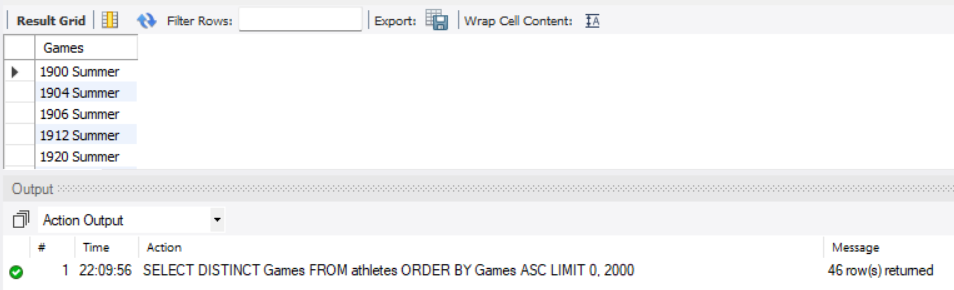 Result Grid Filter Rows: Export: Wrap Cell Content:
Games
1900 Summer
1904 Summer
1906 Summer
1912 Summer
1920 Summer
Output
Action Output
# Time Action Message
1 22:09:56 SELECT DISTINCT Games FROM athletes ORDER BY Games ASC LIMIT 0, 2000 46 row(s) returned